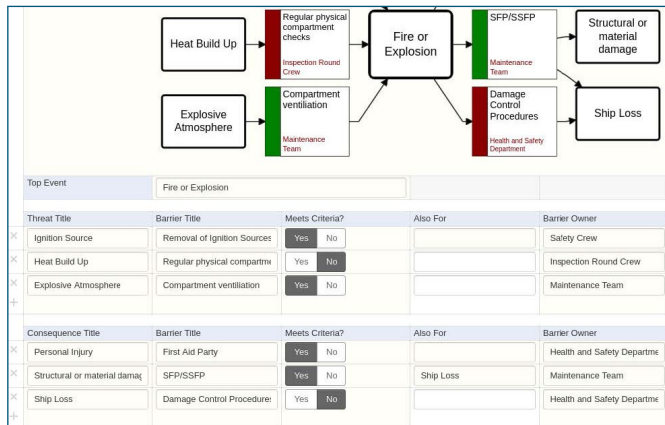 Regular physical
compartment
checks
Inspection Round
Crew
Heat Build Up
Fire or
Explosion
SFP/SSFP
Maintenance
Team
Structural or
material
damage
Explosive
Atmosphere
Compartment
ventiliation
Maintenance
Team
Damage
Control
Procedures
Health and Safety
Department
Ship Loss
Top Event Fire or Explosion
Threat Title Barrier Title Meets Criteria? Also For Barrier Owner
Ignition Source Removal of Ignition Sources Yes No Safety Crew
Heat Build Up Regular physical compartme Yes No Inspection Round Crew
Explosive Atmosphere Compartment ventiliation Yes No Maintenance Team
Consequence Title Barrier Title Meets Criteria? Also For Barrier Owner
Personal Injury First Aid Party Yes No Health and Safety Departme
Structural or material damag SFP/SSFP Yes No Ship Loss Maintenance Team
Ship Loss Damage Control Procedures Yes No Health and Safety Departme